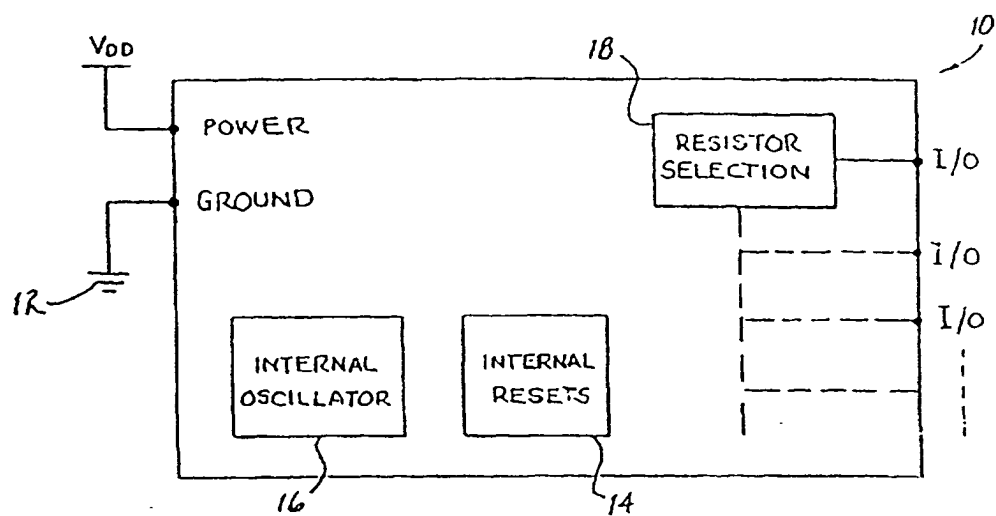 10
18
VDD
POWER
RESISTOR
SELECTION
I/O
GROUND
I/O
12
I/O
INTERNAL
OSCILLATOR
INTERNAL
RESETS
16
14